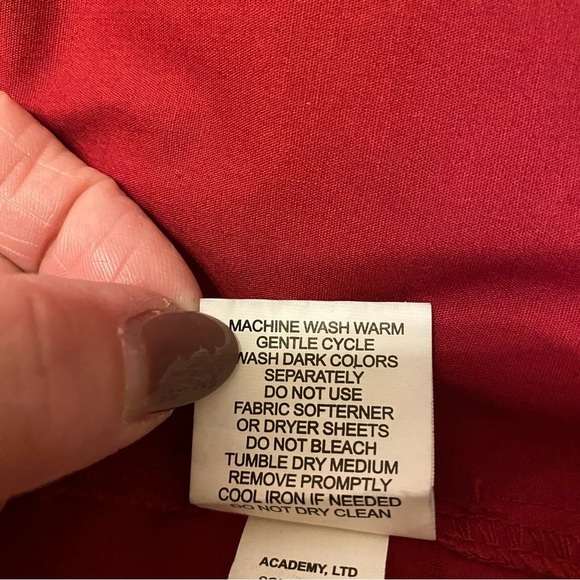 MACHINE WASH WARM
GENTLE CYCLE
WASH DARK COLORS
SEPARATELY
DO NOT USE
FABRIC SOFTENER
OR DRYER SHEETS
DO NOT BLEACH
TUMBLE DRY MEDIUM
REMOVE PROMPTLY
COOL IRON IF NEEDED
DO NOT DRY CLEAN
ACADEMY, LTD